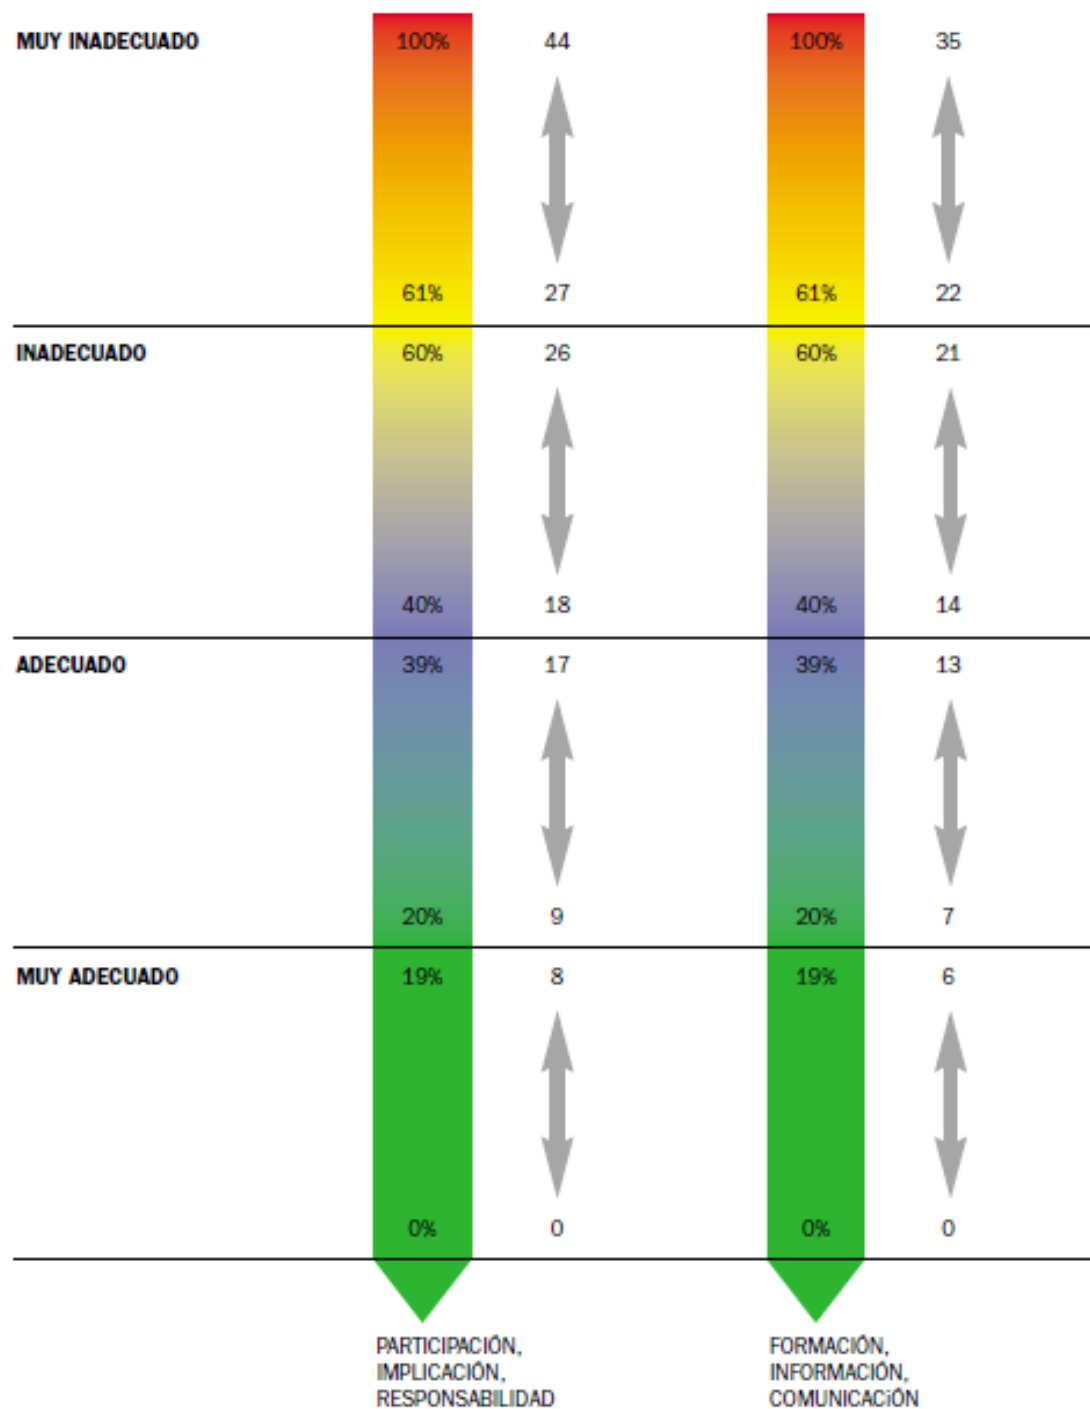 MUY INADECUADO 100% 44 100% 35
61% 27 61% 22
INADECUADO 60% 26 60% 21
40% 18 40% 14
ADECUADO 39% 17 39% 13
20% 9 20% 7
MUY ADECUADO 19% 8 19% 6
0% 0 0% 0
PARTICIPACIÓN,
IMPLICACIÓN,
RESPONSABILIDAD
FORMACIÓN,
INFORMACIÓN,
COMUNICACiÓN